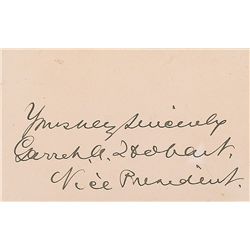 Yours very sincerely
Garret A. Hobart.
Vice President.